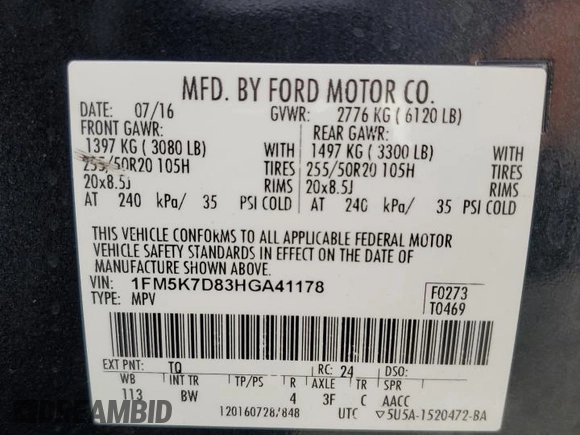 MFD. BY FORD MOTOR CO.
DATE: 07/16 GVWR: 2776 KG ( 6120 LB)
FRONT GAWR: REAR GAWR:
1397 KG ( 3080 LB) WITH 1497 KG ( 3300 LB) WITH
255/50R20 105H TIRES 255/50R20 105H TIRES
20x8.5J RIMS 20x8.5J RIMS
AT 240 kPa/ 35 PSI COLD AT 240 kPa/ 35 PSI COLD
THIS VEHICLE CONFORMS TO ALL APPLICABLE FEDERAL MOTOR
VEHICLE SAFETY STANDARDS IN EFFECT ON THE DATE OF
MANUFACTURE SHOWN ABOVE.
VIN: 1FM5K7D83HGA41178 F0273
TYPE: MPV T0469
EXT PNT: TQ RC: 24 DSO:
WB INT TR TP/PS R AXLE TR SPR
113 BW 4 3F C AACC
120160728/848 UTC 5U5A-1520472-BA
DREAMBID